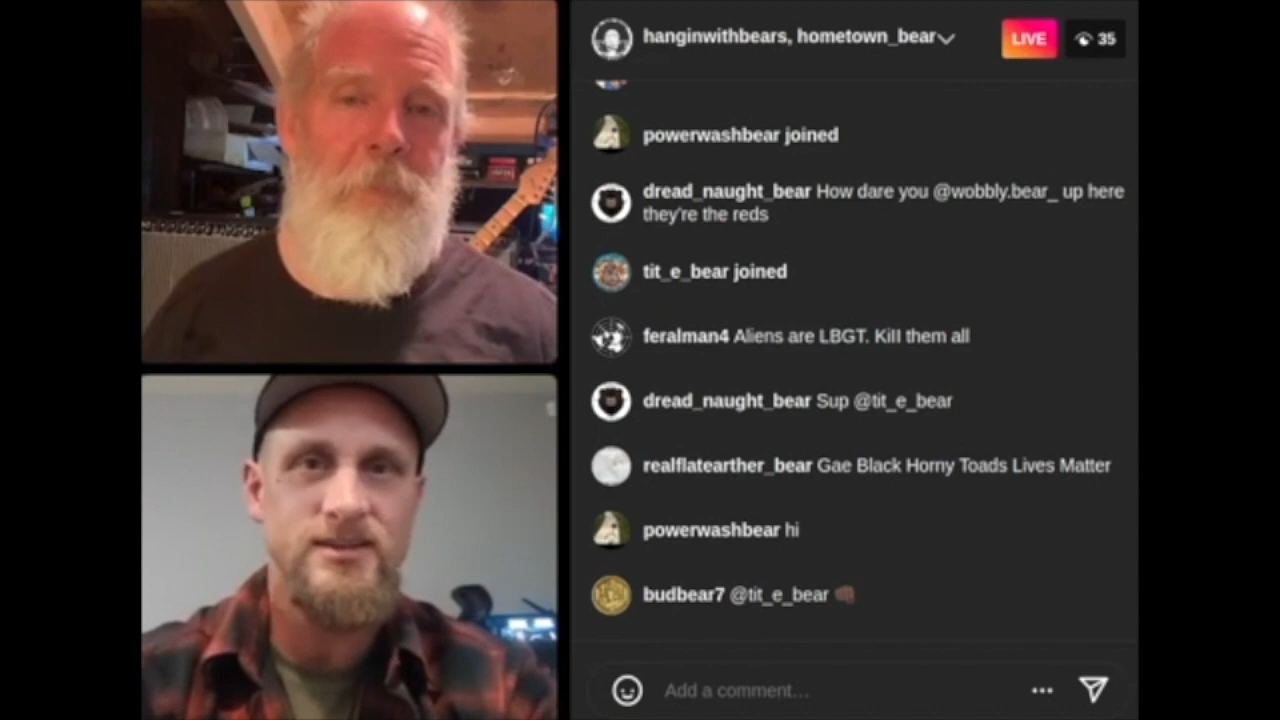 hanginwithbears, hometown_bear
LIVE
35
powerwashbear joined
dread_naught_bear How dare you @wobbly.bear_ up here
they're the reds
tit_e_bear joined
feralman4 Aliens are LBGT. Kill them all
dread_naught_bear Sup @tit_e_bear
realflatearther_bear Gae Black Horny Toads Lives Matter
powerwashbear hi
budbear7 @tit_e_bear 👊🏾
Add a comment...